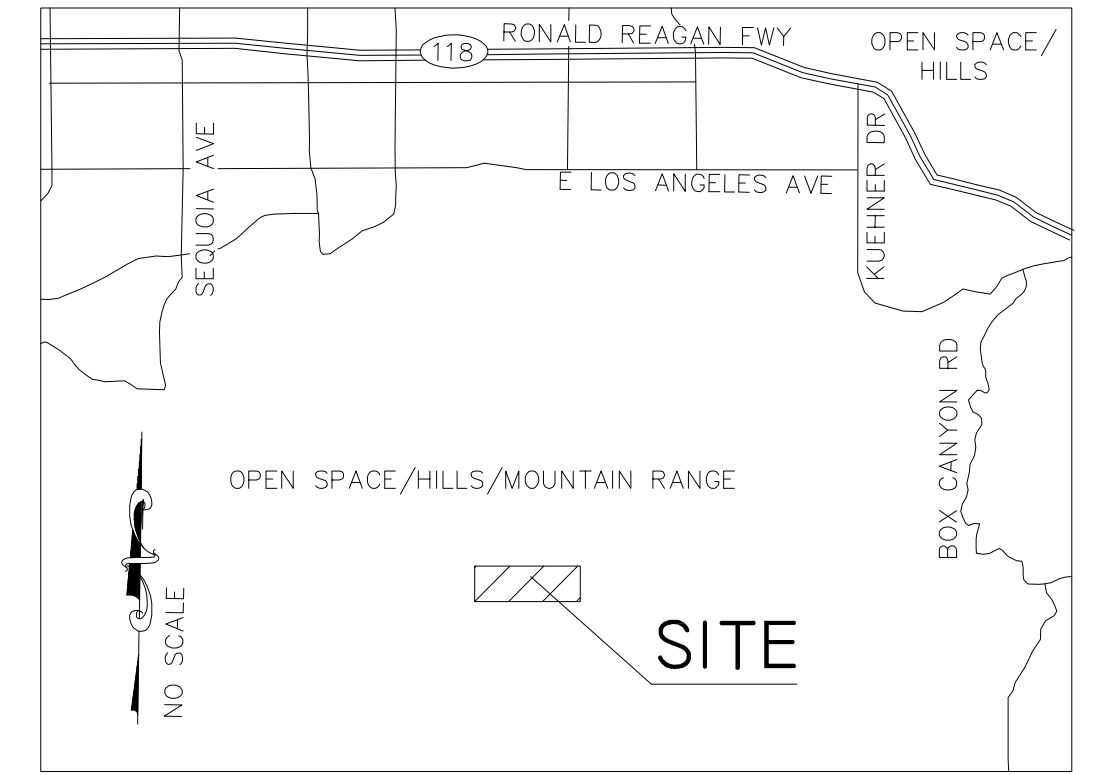 RONALD REAGAN FWY
118
OPEN SPACE/
HILLS
SEQUOIA AVE
E LOS ANGELES AVE
KUEHNER DR
BOX CANYON RD
OPEN SPACE/HILLS/MOUNTAIN RANGE
NO SCALE
SITE